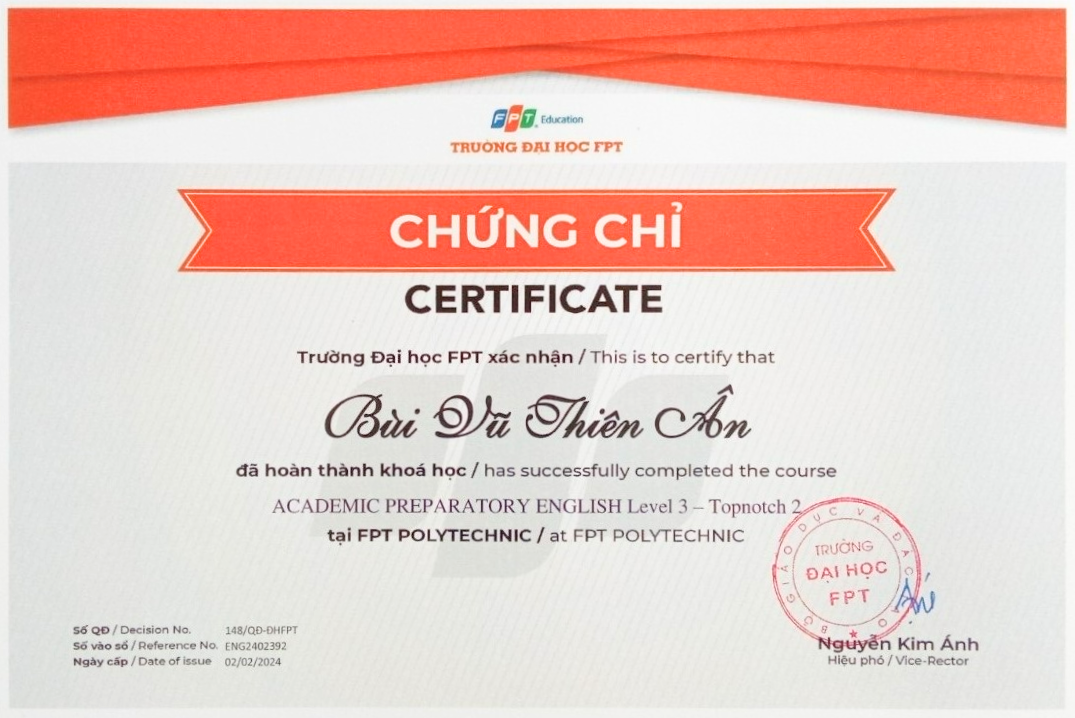 FPT Education
TRƯỜNG ĐẠI HỌC FPT
CHỨNG CHỈ
CERTIFICATE
Trường Đại học FPT xác nhận / This is to certify that
Bùi Vũ Thiên Ân
đã hoàn thành khoá học / has successfully completed the course
ACADEMIC PREPARATORY ENGLISH Level 3 – Topnotch 2
tại FPT POLYTECHNIC / at FPT POLYTECHNIC
BỘ GIÁO DỤC VÀ ĐÀO TẠO
TRƯỜNG
ĐẠI HỌC
FPT
Số QĐ / Decision No. 148/QĐ-ĐHFPT
Số vào sổ / Reference No. ENG2402392
Ngày cấp / Date of issue 02/02/2024
Nguyễn Kim Ánh
Hiệu phó / Vice-Rector